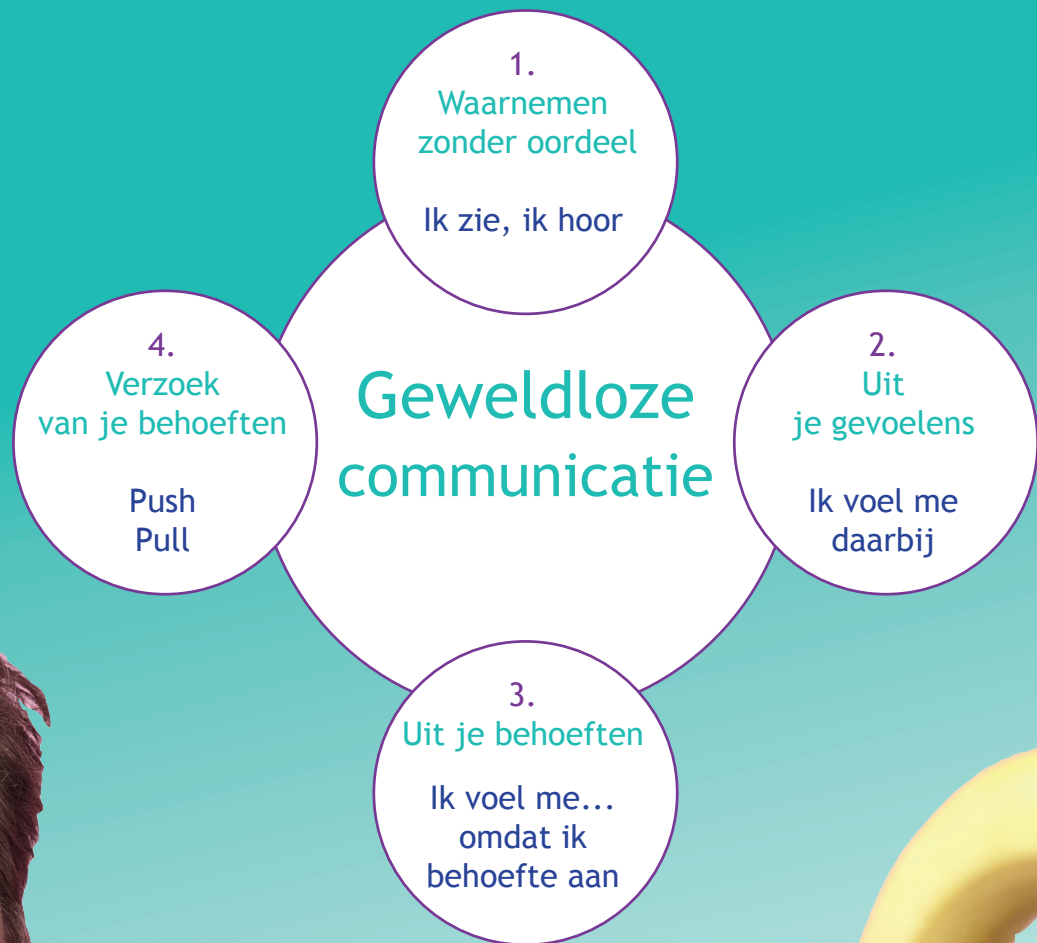 1.
Waarnemen
zonder oordeel
Ik zie, ik hoor
Geweldloze
communicatie
2.
Uit
je gevoelens
Ik voel me
daarbij
3.
Uit je behoeften
Ik voel me...
omdat ik
behoefte aan
4.
Verzoek
van je behoeften
Push
Pull